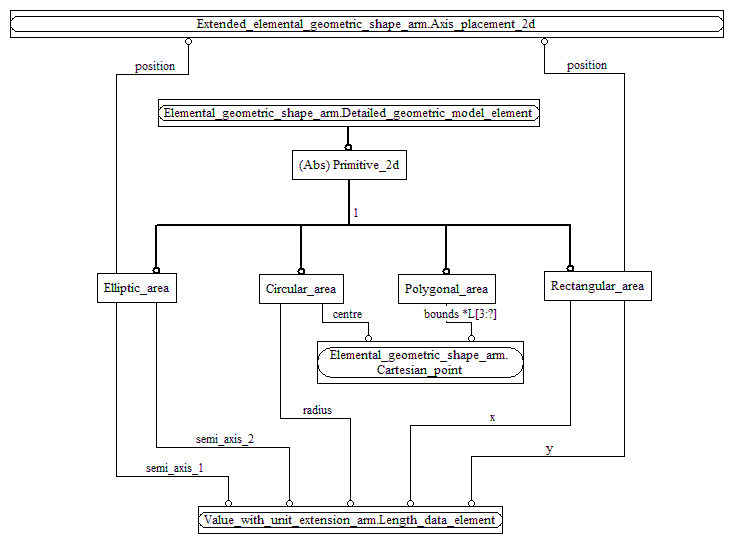 Extended_elemental_geometric_shape_arm.Axis_placement_2d
position
position
Elemental_geometric_shape_arm.Detailed_geometric_model_element
(Abs) Primitive_2d
1
Elliptic_area
Circular_area
Polygonal_area
Rectangular_area
centre
bounds *L[3:?]
Elemental_geometric_shape_arm.
Cartesian_point
radius
x
semi_axis_2
y
semi_axis_1
Value_with_unit_extension_arm.Length_data_element